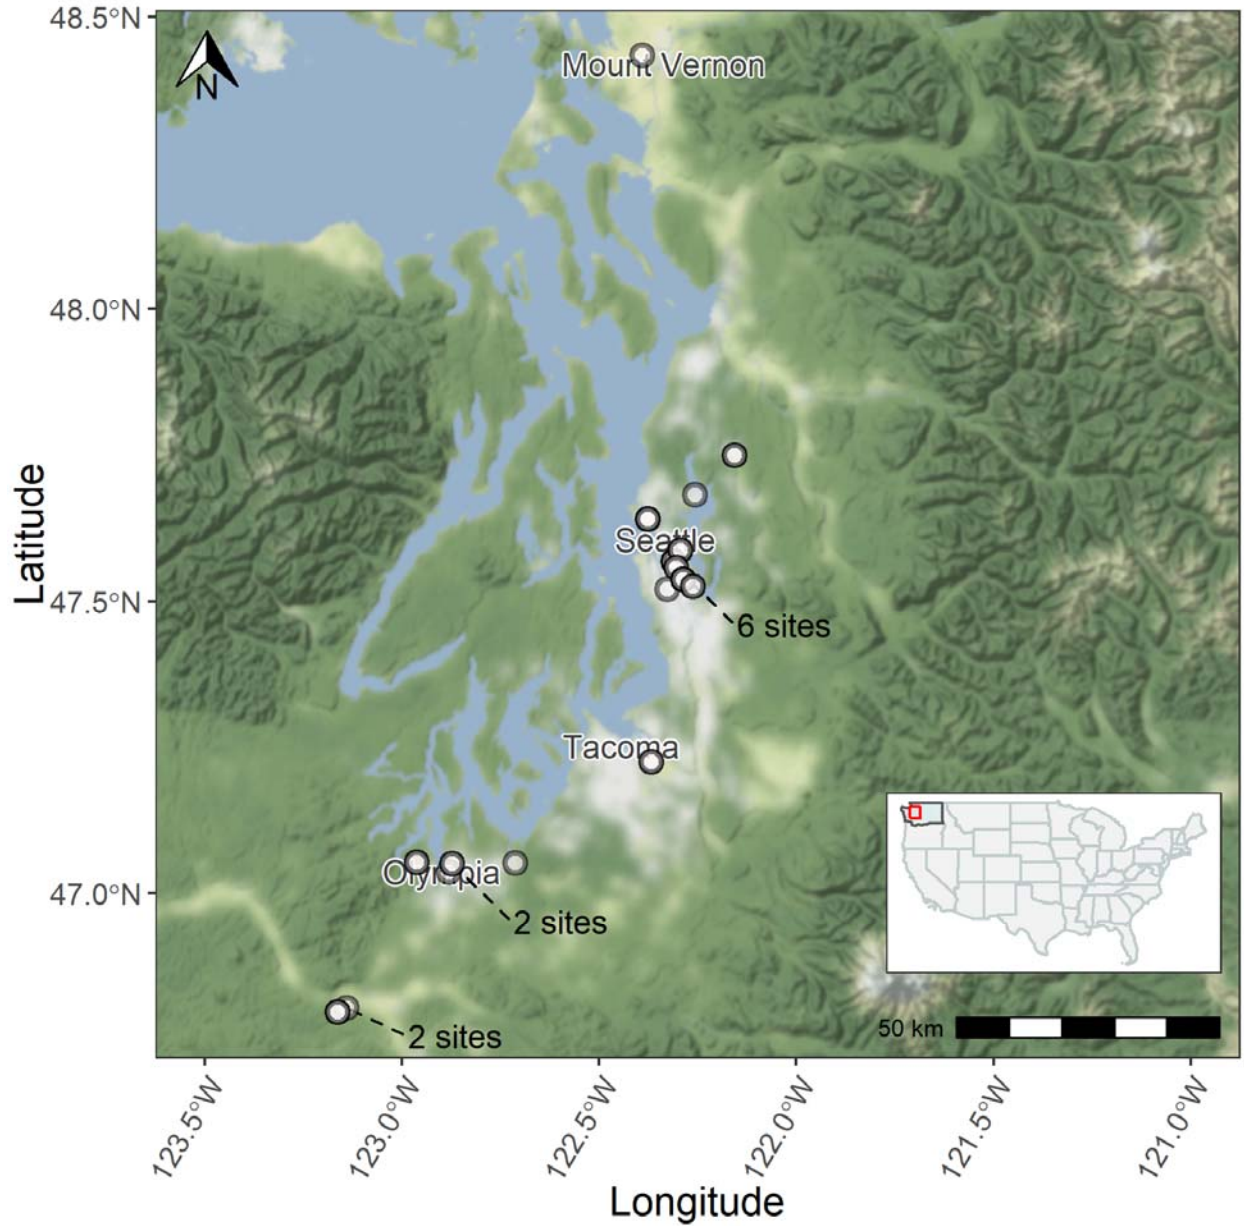 48.5°N
N
Mount Vernon
48.0°N
Latitude
Seattle
47.5°N
6 sites
Tacoma
Olympia
47.0°N
2 sites
50 km
2 sites
123.5°W
123.0°W
122.5°W
122.0°W
121.5°W
121.0°W
Longitude